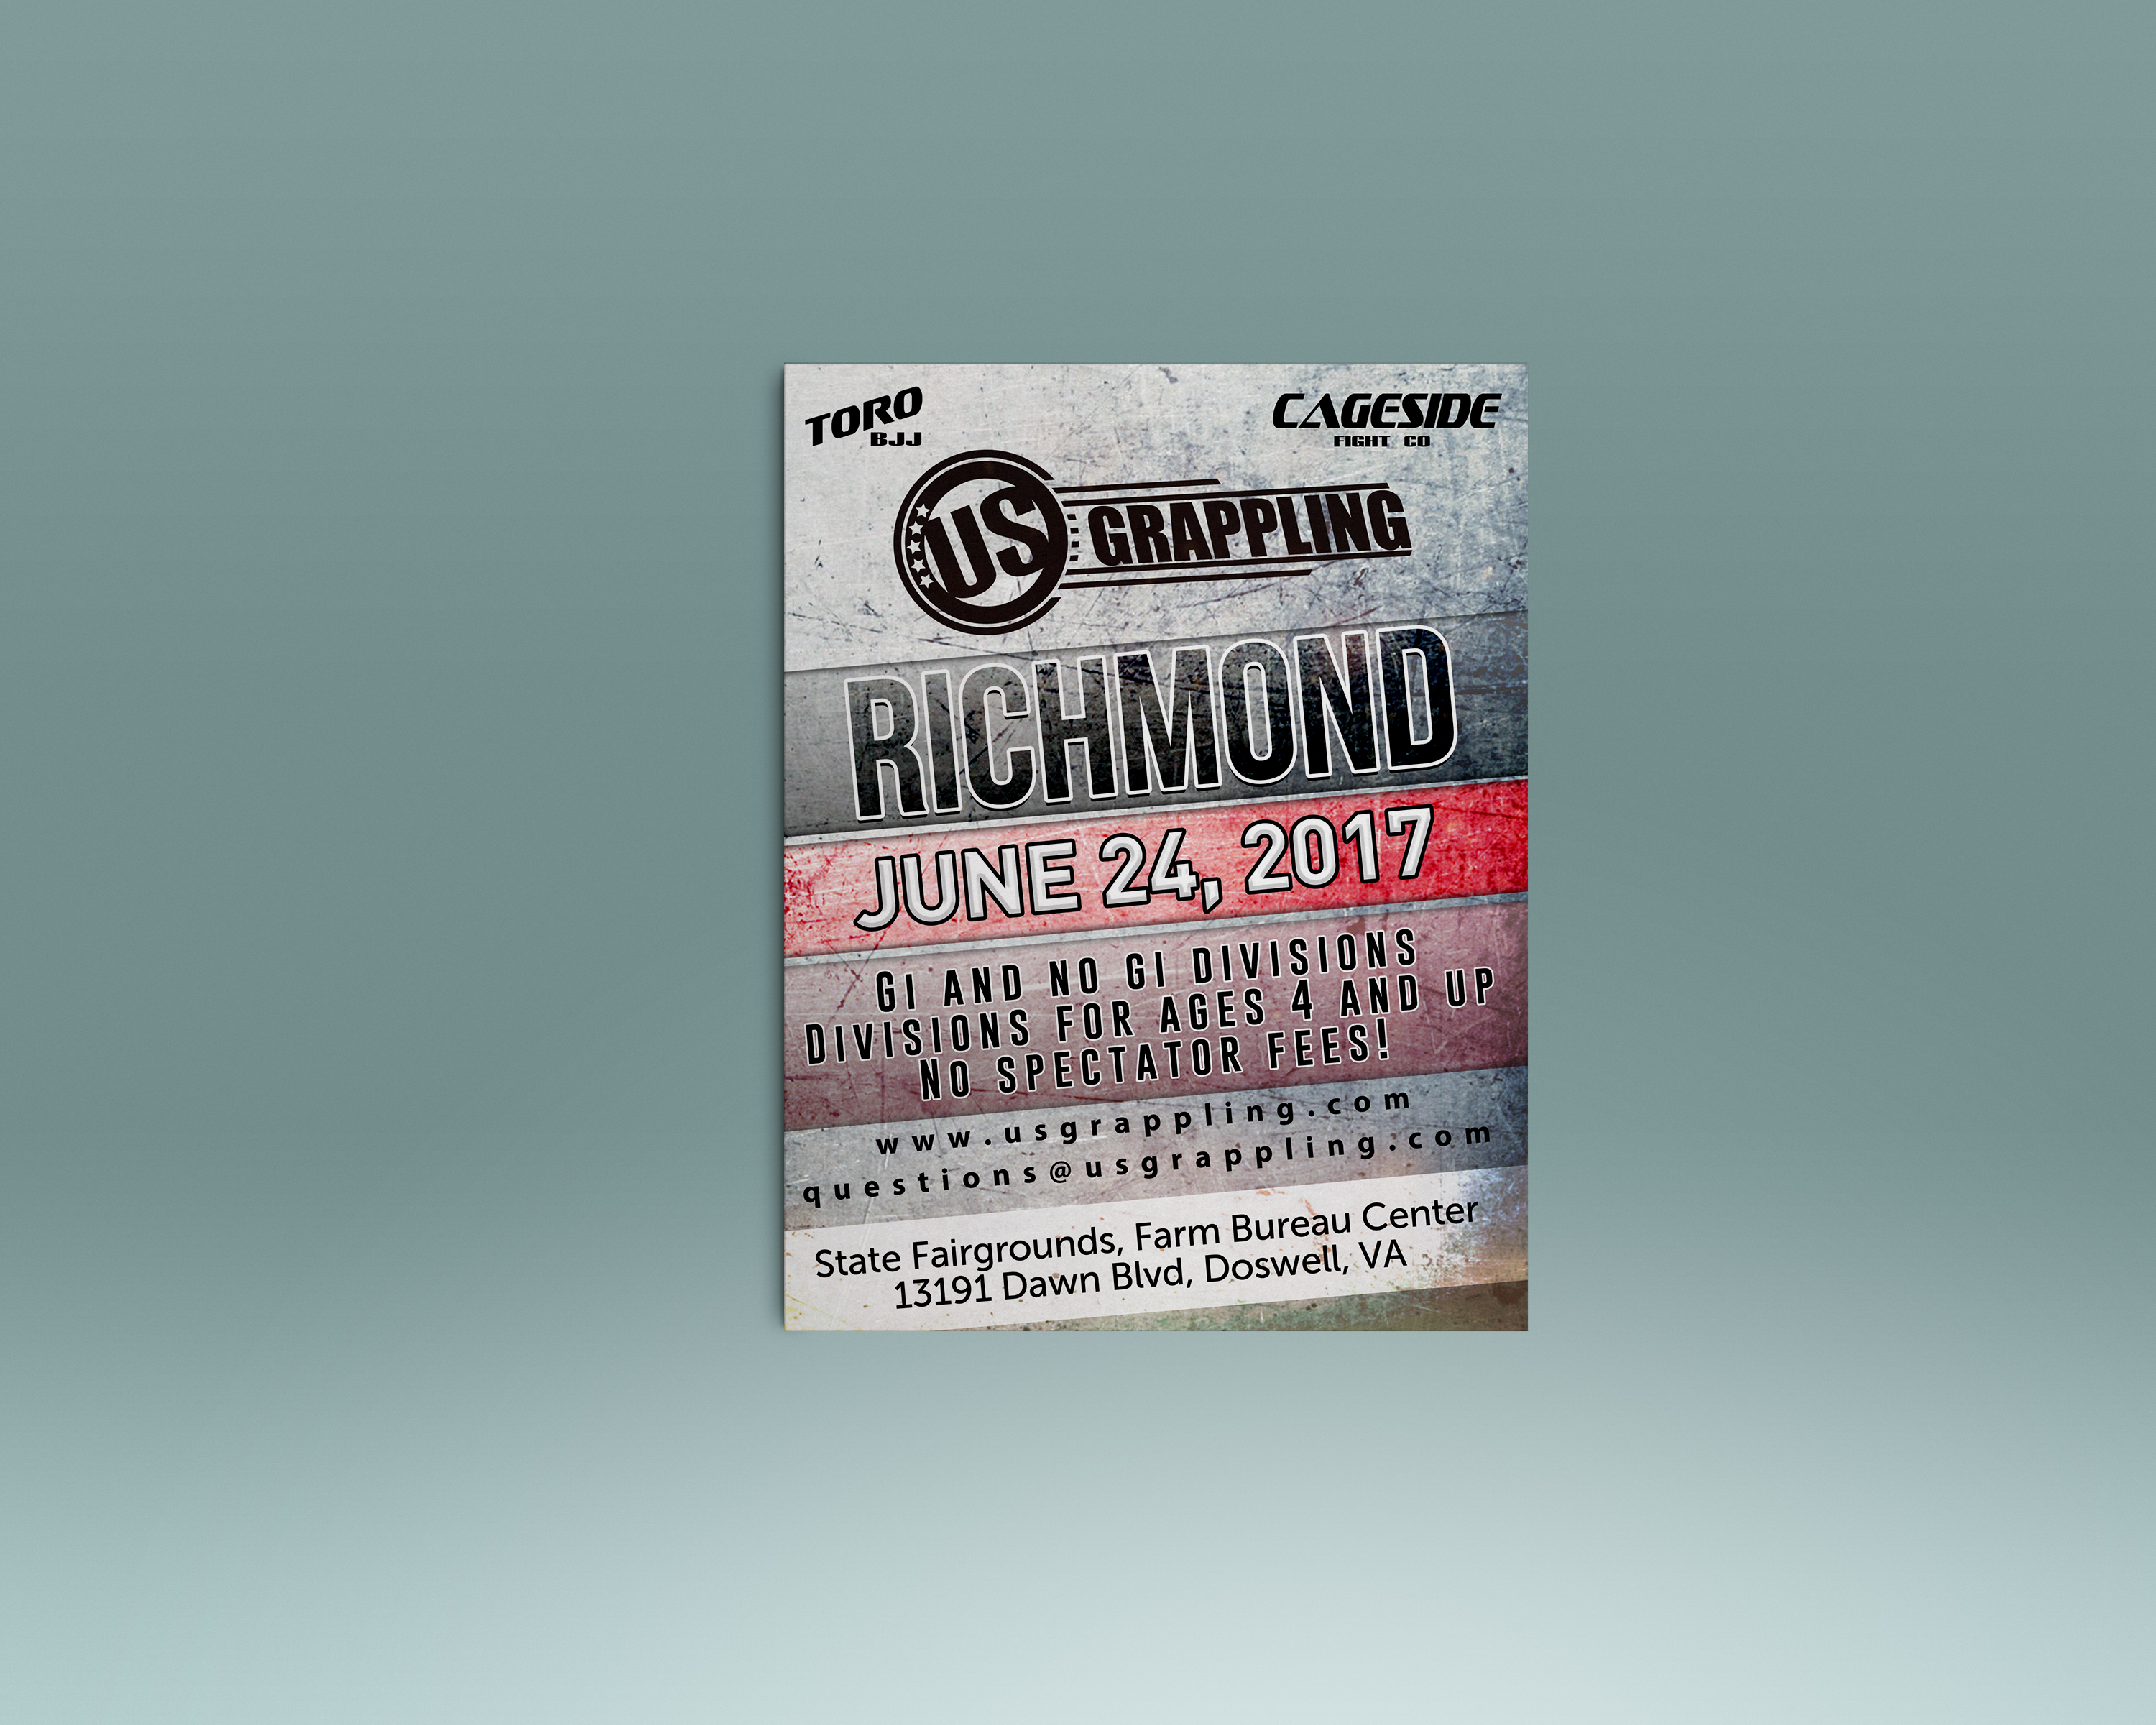 TORO
BJJ
CAGESIDE
FIGHT CO
US GRAPPLING
RICHMOND
JUNE 24, 2017
GI AND NO GI DIVISIONS
DIVISIONS FOR AGES 4 AND UP
NO SPECTATOR FEES!
www.usgrappling.com
questions@usgrappling.com
State Fairgrounds, Farm Bureau Center
13191 Dawn Blvd, Doswell, VA